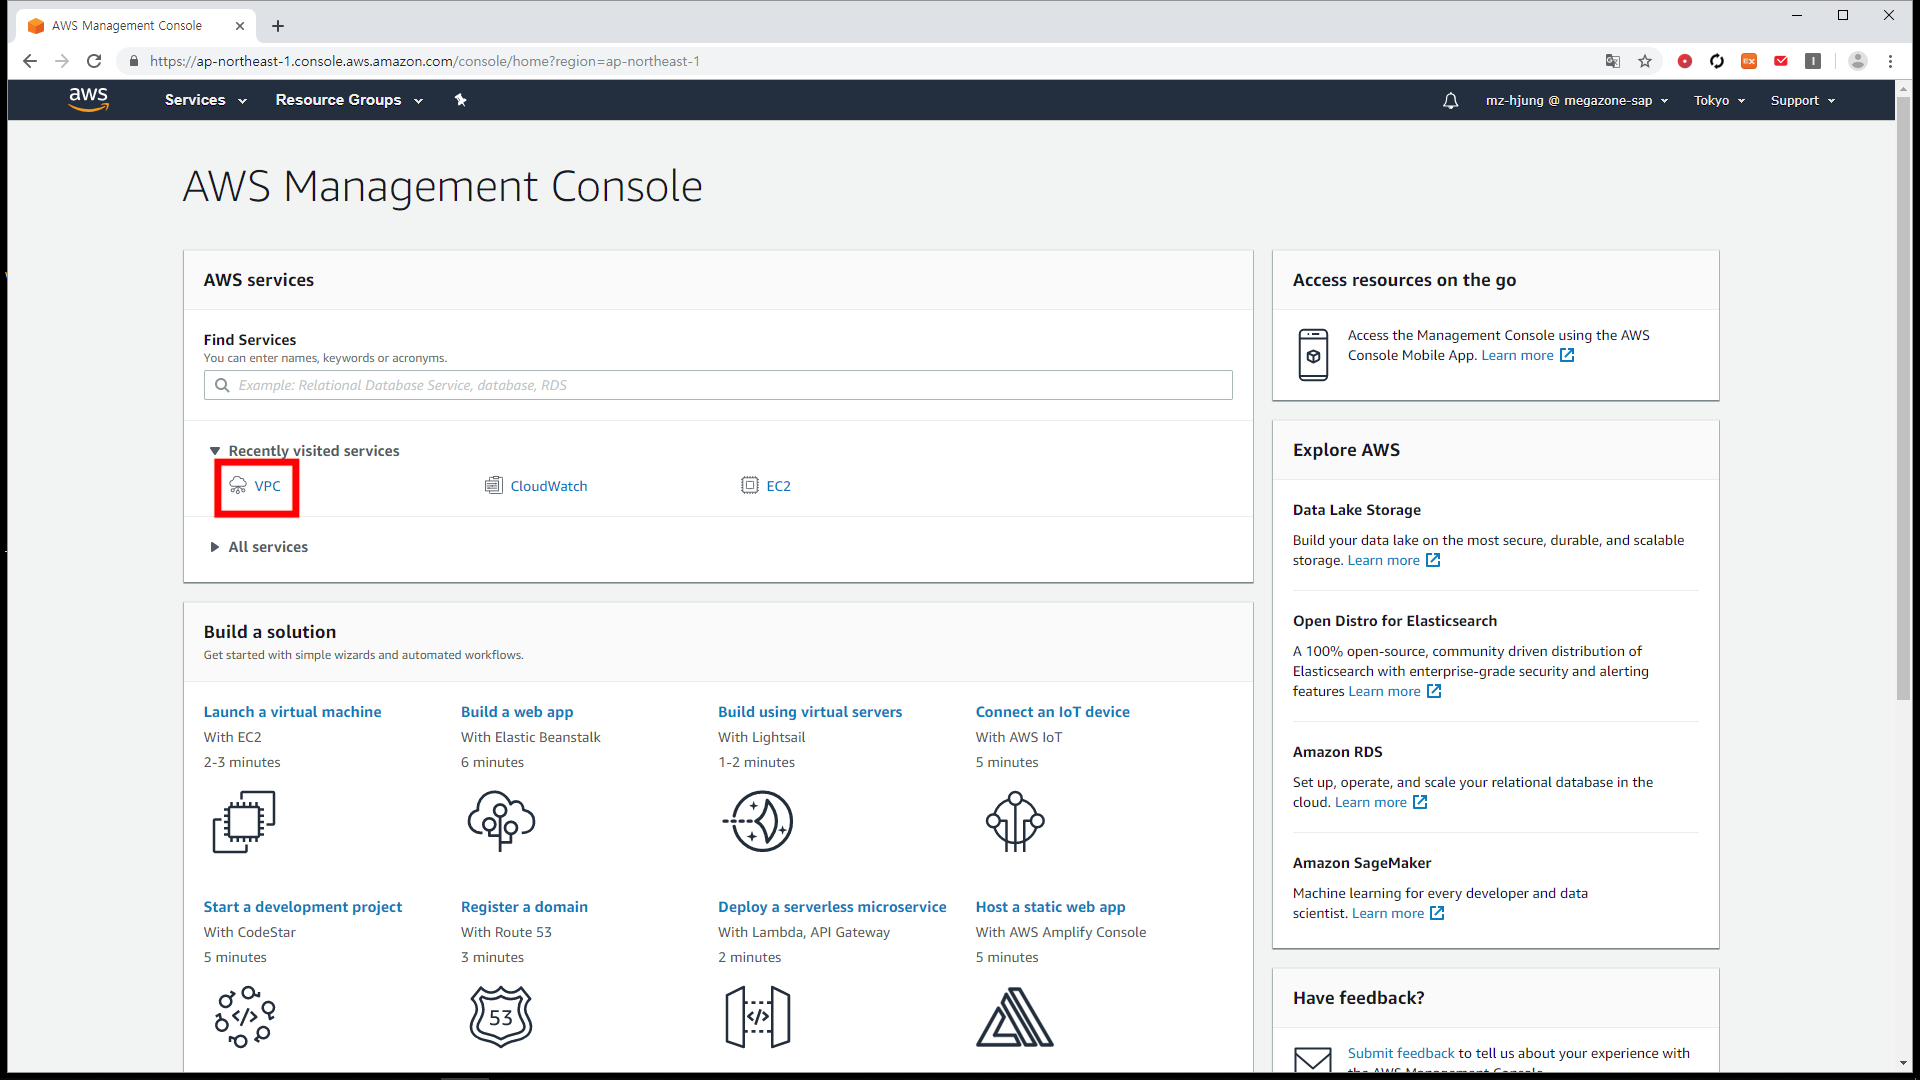 AWS Management Console
https://ap-northeast-1.console.aws.amazon.com/console/home?region=ap-northeast-1
EX
aws
Services
Resource Groups
mz-hjung @ megazone-sap
Tokyo
Support
AWS Management Console
AWS services
Find Services
You can enter names, keywords or acronyms.
Example: Relational Database Service, database, RDS
Recently visited services
VPC
CloudWatch
EC2
All services
Build a solution
Get started with simple wizards and automated workflows.
Launch a virtual machine
With EC2
2-3 minutes
Build a web app
With Elastic Beanstalk
6 minutes
Build using virtual servers
With Lightsail
1-2 minutes
Connect an IoT device
With AWS IoT
5 minutes
Start a development project
With CodeStar
5 minutes
Register a domain
With Route 53
3 minutes
53
Deploy a serverless microservice
With Lambda, API Gateway
2 minutes
Host a static web app
With AWS Amplify Console
5 minutes
Access resources on the go
Access the Management Console using the AWS
Console Mobile App. Learn more
Explore AWS
Data Lake Storage
Build your data lake on the most secure, durable, and scalable
storage. Learn more
Open Distro for Elasticsearch
A 100% open-source, community driven distribution of
Elasticsearch with enterprise-grade security and alerting
features Learn more
Amazon RDS
Set up, operate, and scale your relational database in the
cloud. Learn more
Amazon SageMaker
Machine learning for every developer and data
scientist. Learn more
Have feedback?
Submit feedback to tell us about your experience with
the AWS Management Console.